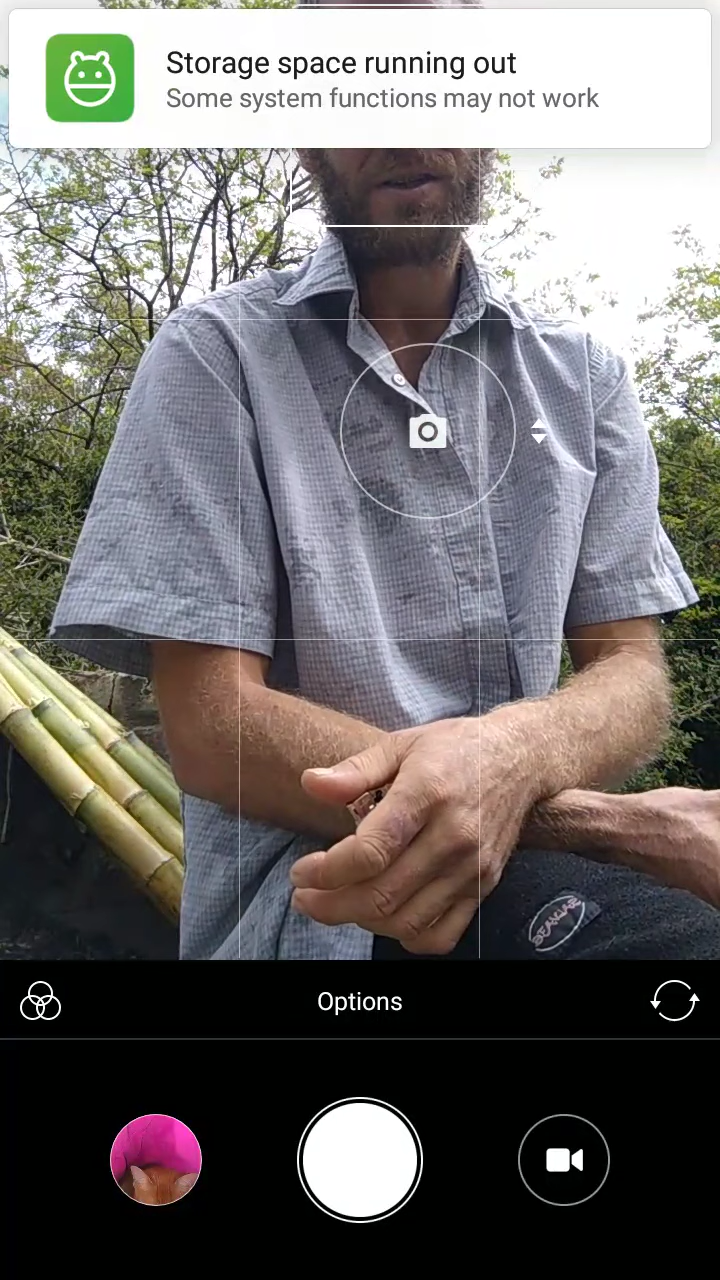 Storage space running out
Some system functions may not work
Options